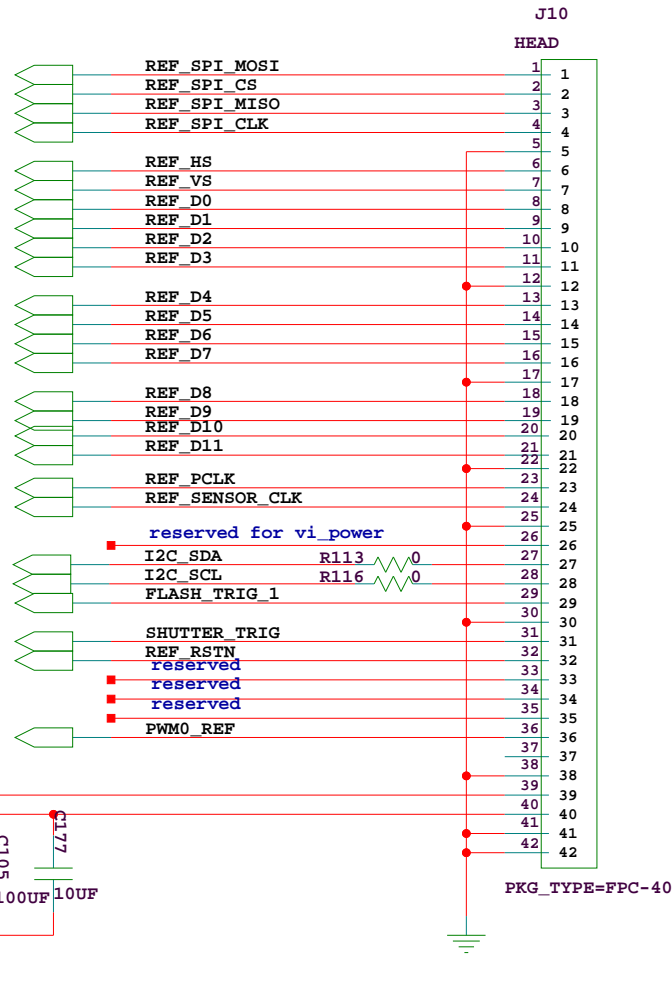 J10
HEAD
REF_SPI_MOSI 1 1
REF_SPI_CS 2 2
REF_SPI_MISO 3 3
REF_SPI_CLK 4 4
5 5
REF_HS 6 6
REF_VS 7 7
REF_D0 8 8
REF_D1 9 9
REF_D2 10 10
REF_D3 11 11
12 12
REF_D4 13 13
REF_D5 14 14
REF_D6 15 15
REF_D7 16 16
17 17
REF_D8 18 18
REF_D9 19 19
REF_D10 20 20
REF_D11 21 21
22 22
REF_PCLK 23 23
REF_SENSOR_CLK 24 24
25 25
reserved for vi_power 26 26
I2C_SDA R113 0 27 27
I2C_SCL R116 0 28 28
FLASH_TRIG_1 29 29
30 30
SHUTTER_TRIG 31 31
REF_RSTN 32 32
reserved 33 33
reserved 34 34
reserved 35 35
PWM0_REF 36 36
37 37
38 38
39 39
40 40
C177 41 41
42 42
10UF
PKG_TYPE=FPC-40